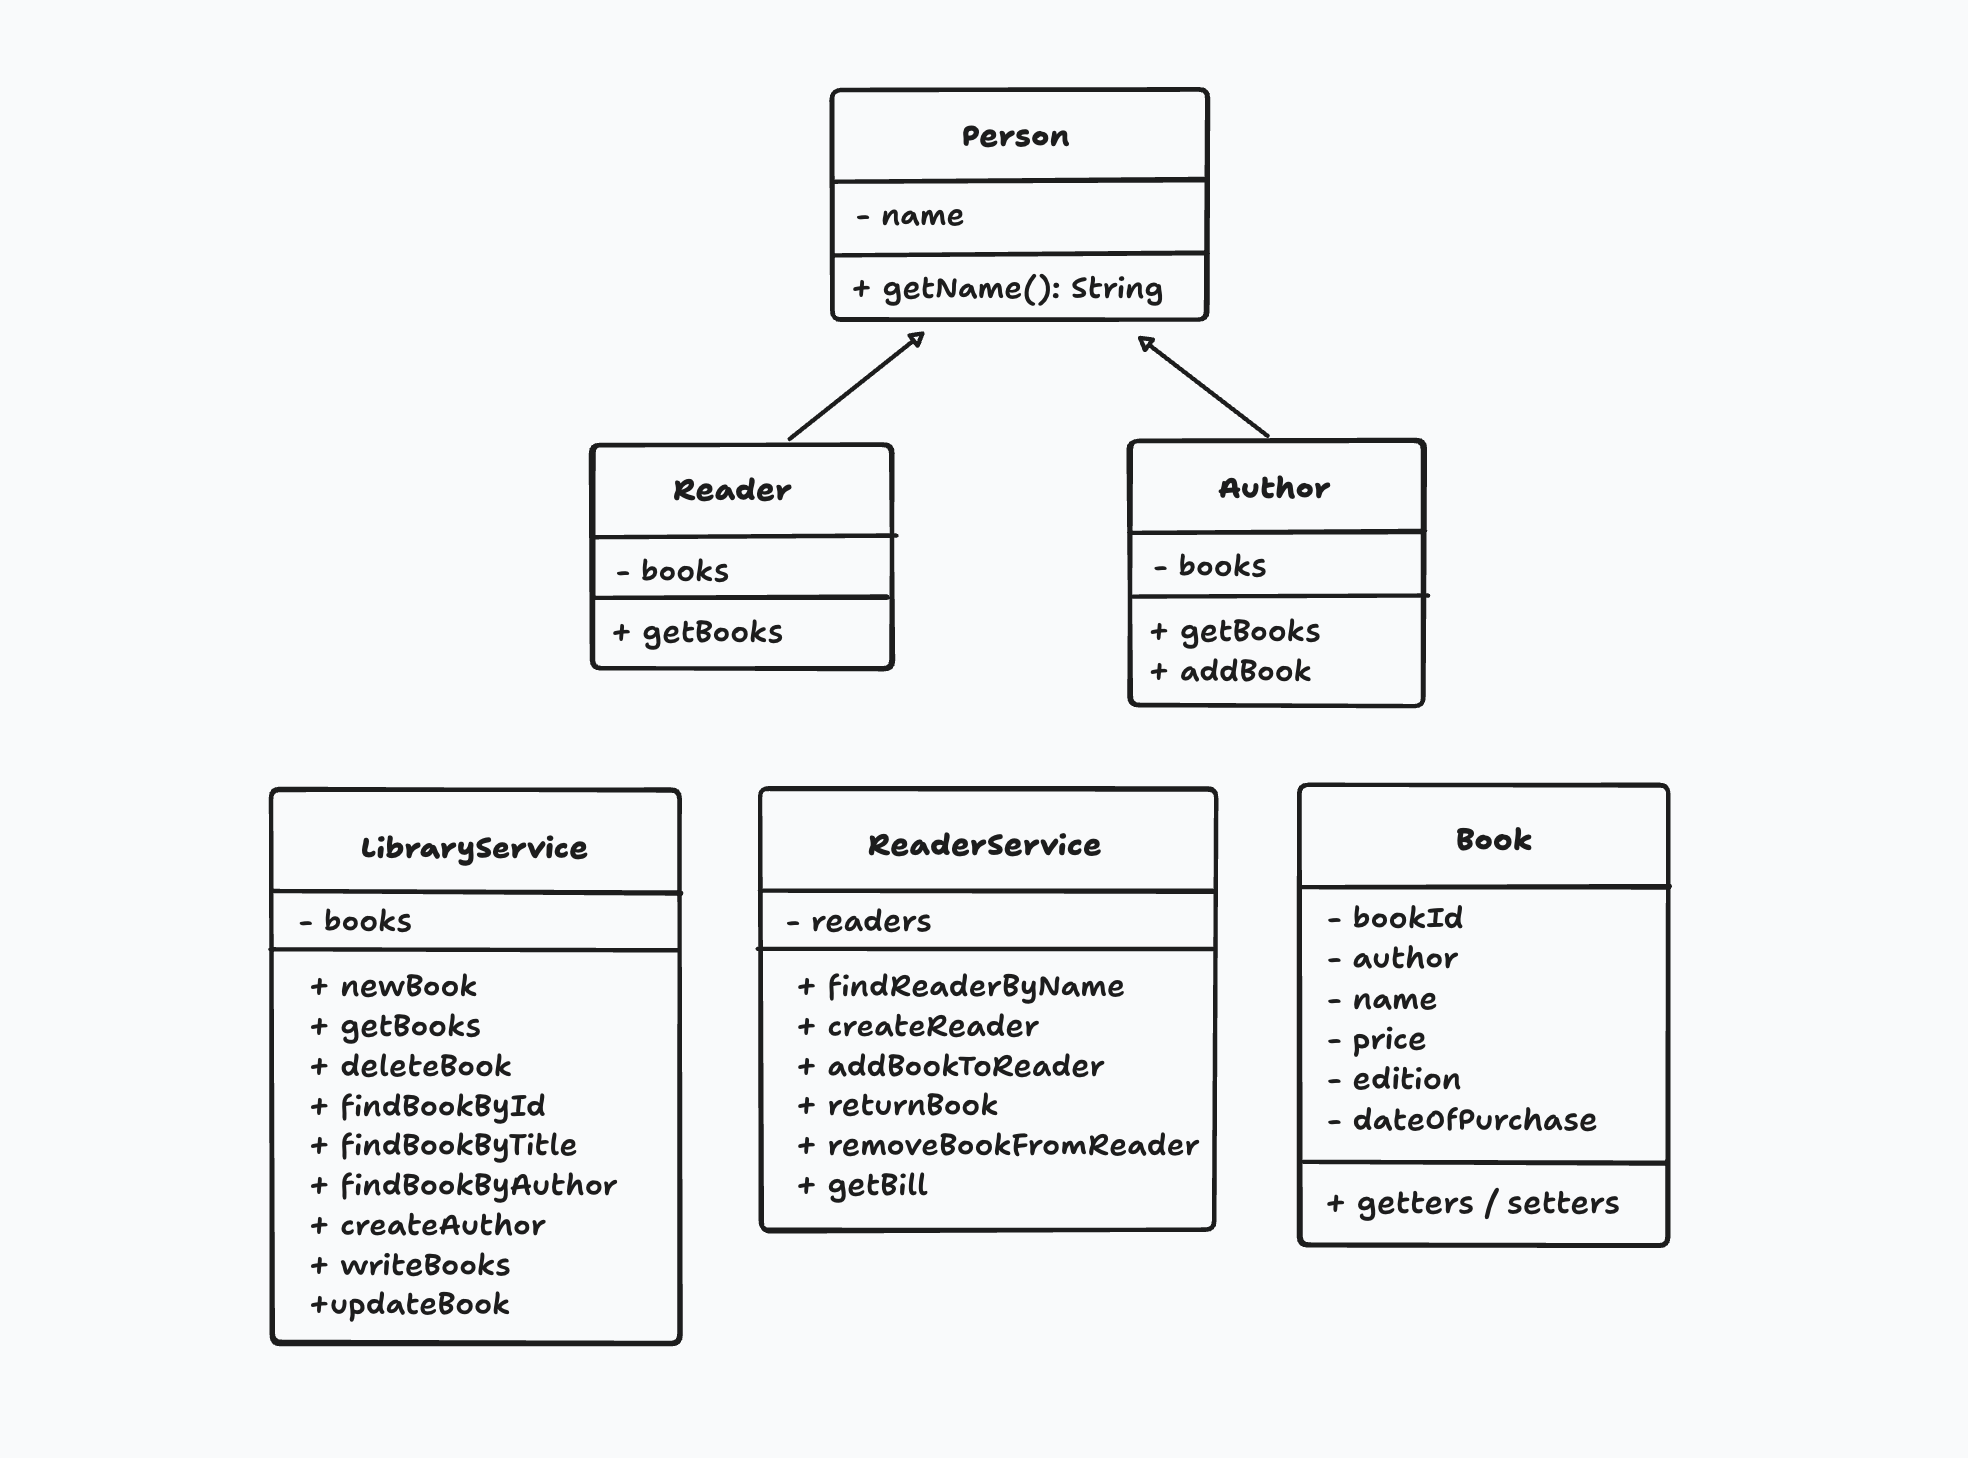 Person
- name
+ getName(): String
Reader
- books
+ getBooks
Author
- books
+ getBooks
+ addBook
LibraryService
- books
+ newBook
+ getBooks
+ deleteBook
+ findBookById
+ findBookByTitle
+ findBookByAuthor
+ createAuthor
+ writeBooks
+updateBook
ReaderService
- readers
+ findReaderByName
+ createReader
+ addBookToReader
+ returnBook
+ removeBookFromReader
+ getBill
Book
- bookId
- author
- name
- price
- edition
- dateOfPurchase
+ getters / setters